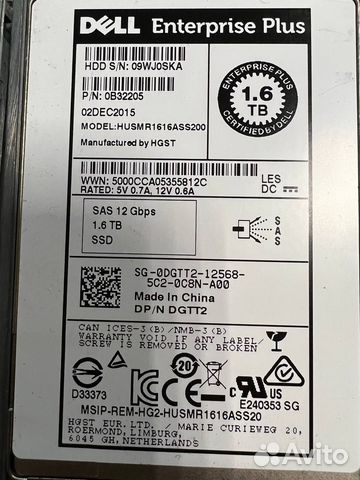 DELL Enterprise Plus
HDD S/N: 09WJ0SKA
P/N: 0B32205
02DEC2015
MODEL:HUSMR1616ASS200
Manufactured by HGST
ENTERPRISE PLUS
1.6
TB
CERTIFIED BY DELL
WWN: 5000CCA05355812C
RATED: 5V 0.7A, 12V 0.6A
LES
DC
SAS 12 Gbps
1.6 TB
SSD
S
A
S
SG-0DGTT2-12568-
5C2-0C8N-A00
Made in China
DP/N DGTT2
CAN ICES-3(B)/NMB-3(B)
WARRANTY VOID IF ANY LABEL/
SCREW IS REMOVED OR BROKEN
D33373
20
c US
E240353 SG
MSIP-REM-HG2-HUSMR1616ASS20
HGST EUR.LTD. / MARIE CURIEWEG 20,
ROERMOND, LIMBURG,
6045 GH, NETHERLANDS
Avito